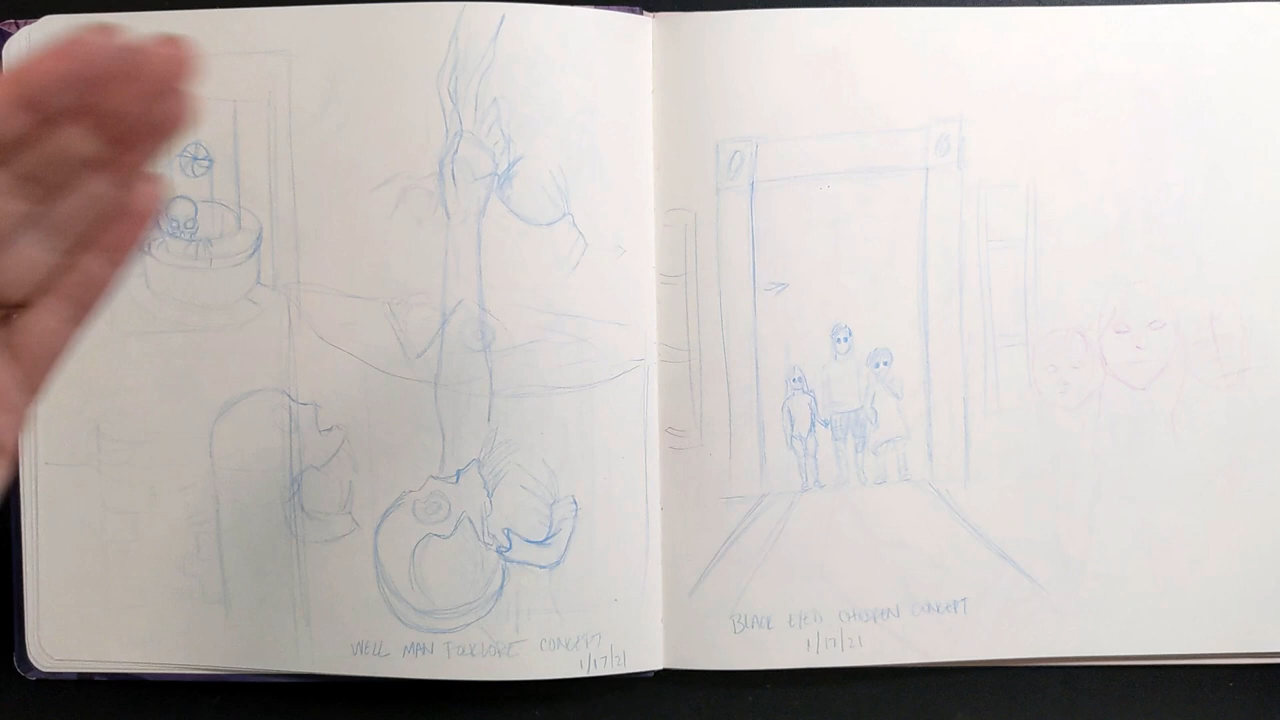 WELL MAN FOLKLORE CONCEPT
1/17/21
BLACK EYED CHILDREN CONCEPT
1/17/21